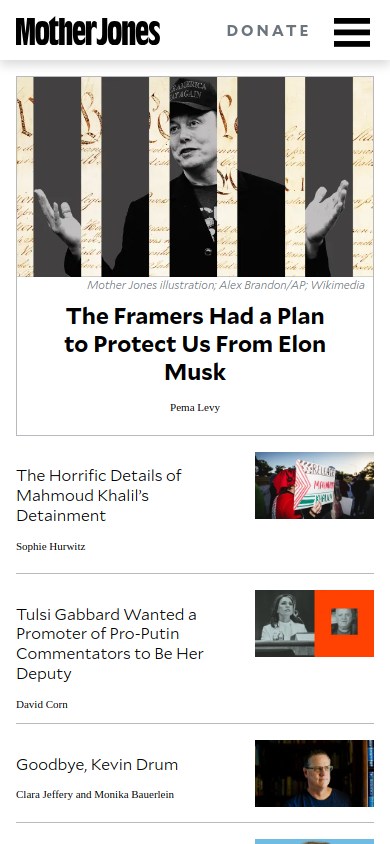 Mother Jones
DONATE
Mother Jones illustration; Alex Brandon/AP; Wikimedia
The Framers Had a Plan
to Protect Us From Elon
Musk
Pema Levy
The Horrific Details of
Mahmoud Khalil’s
Detainment
Sophie Hurwitz
Tulsi Gabbard Wanted a
Promoter of Pro-Putin
Commentators to Be Her
Deputy
David Corn
Goodbye, Kevin Drum
Clara Jeffery and Monika Bauerlein